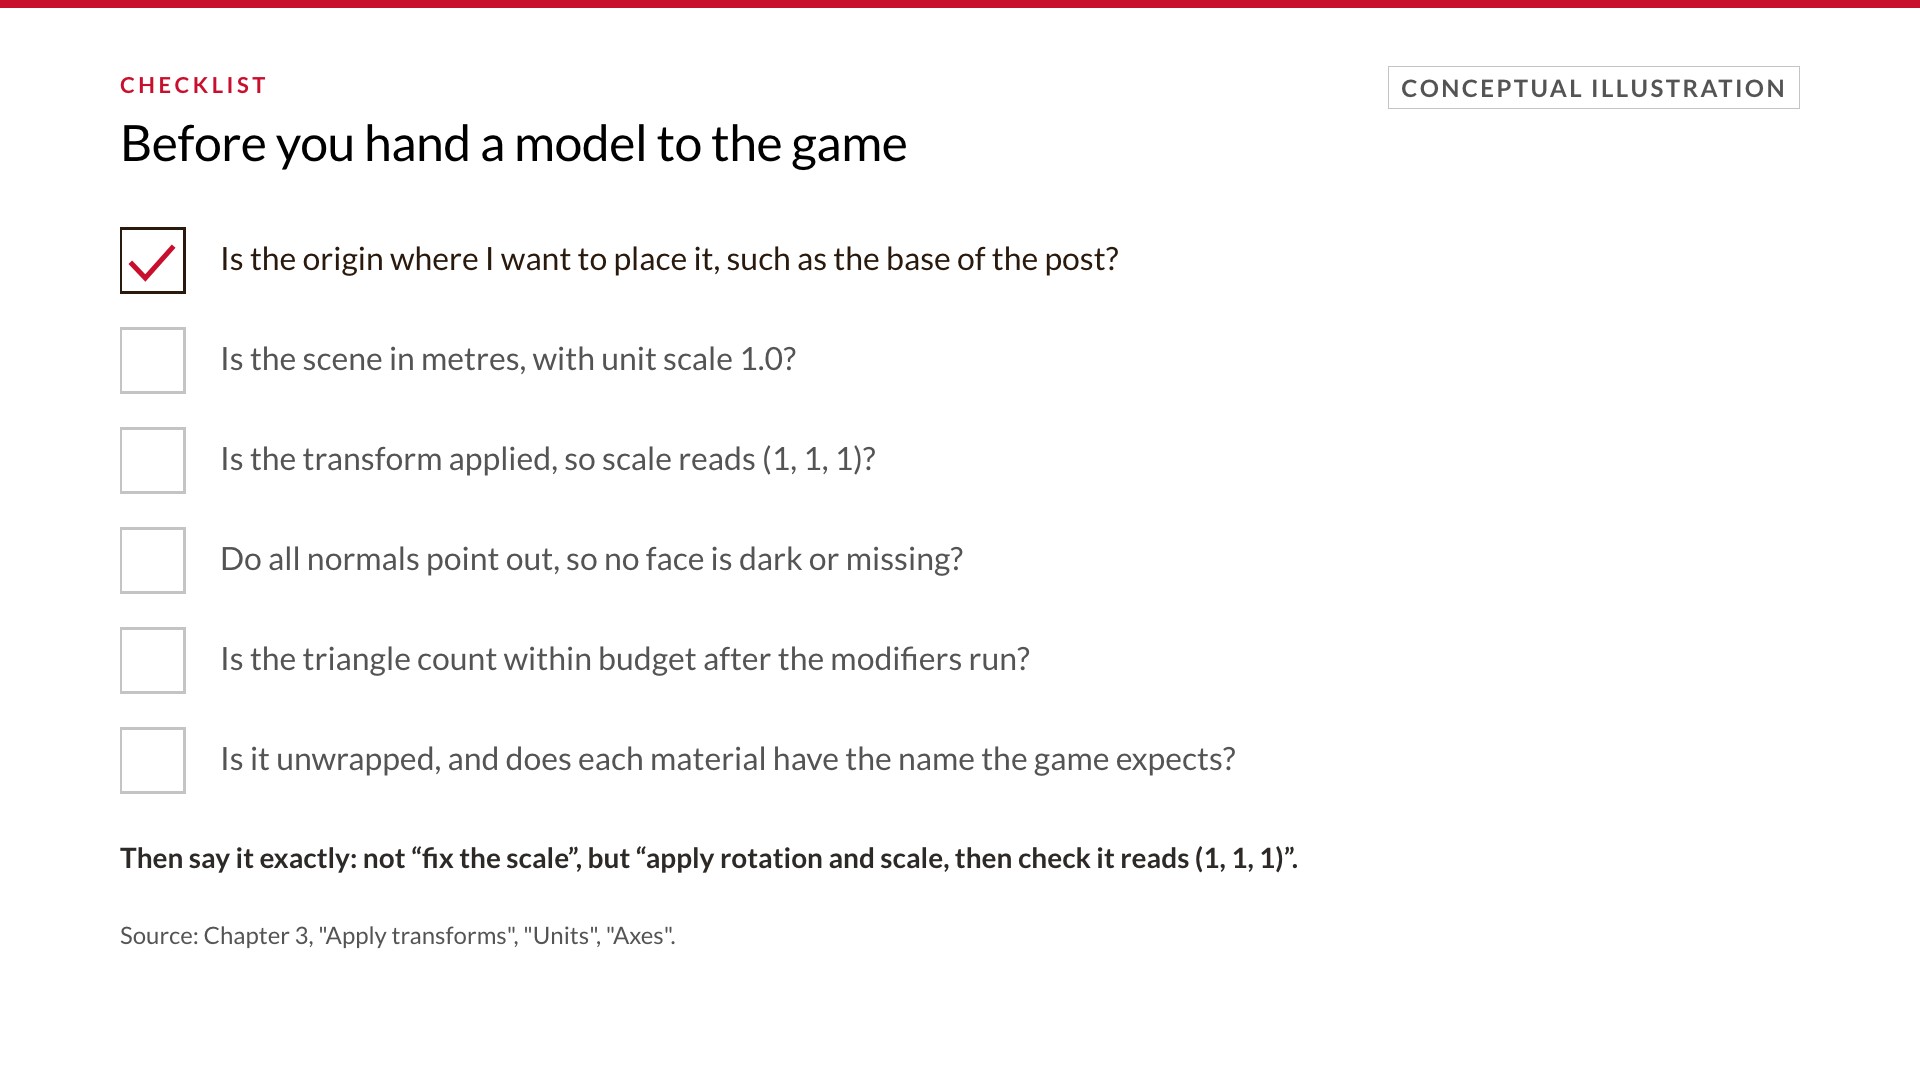 CHECKLIST
CONCEPTUAL ILLUSTRATION
Before you hand a model to the game
Is the origin where I want to place it, such as the base of the post?
Is the scene in metres, with unit scale 1.0?
Is the transform applied, so scale reads (1, 1, 1)?
Do all normals point out, so no face is dark or missing?
Is the triangle count within budget after the modifiers run?
Is it unwrapped, and does each material have the name the game expects?
Then say it exactly: not “fix the scale”, but “apply rotation and scale, then check it reads (1, 1, 1)”.
Source: Chapter 3, "Apply transforms", "Units", "Axes".